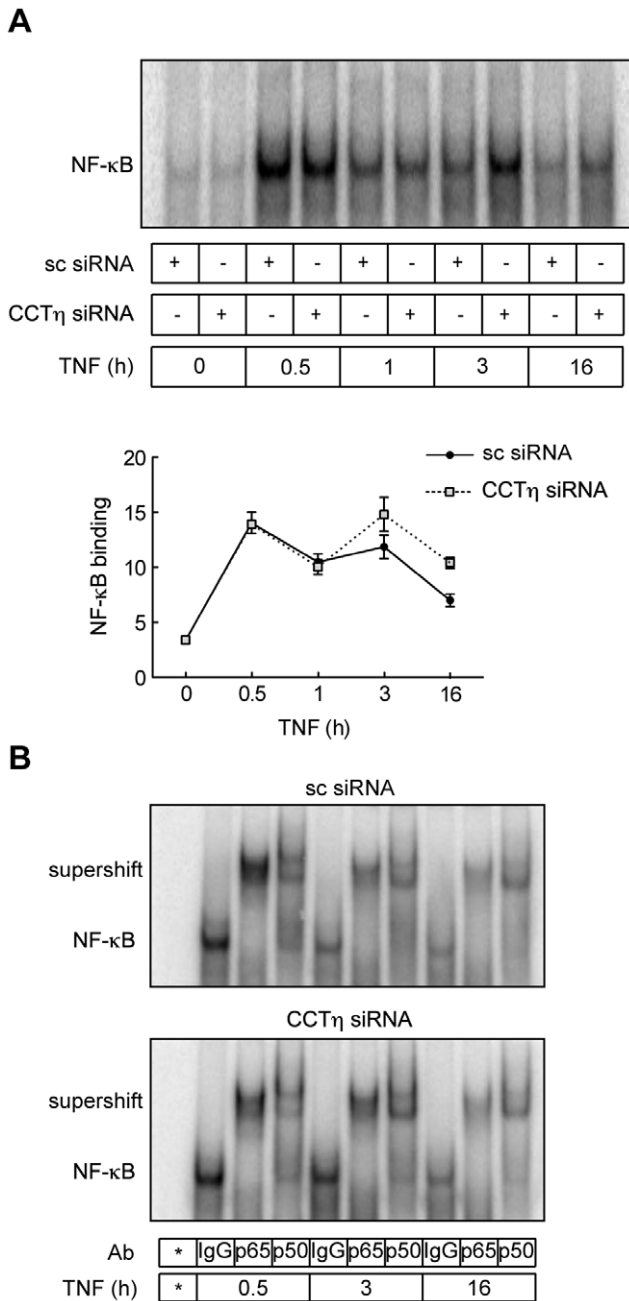 A
NF-κB
sc siRNA + - + - + - + - + -
CCTη siRNA - + - + - + - + - +
TNF (h) 0 0.5 1 3 16
20
15
10
5
0
NF-κB binding
sc siRNA
CCTη siRNA
0 0.5 1 3 16
TNF (h)
B
sc siRNA
supershift
NF-κB
CCTη siRNA
supershift
NF-κB
Ab * IgG p65 p50 IgG p65 p50 IgG p65 p50
TNF (h) * 0.5 3 16